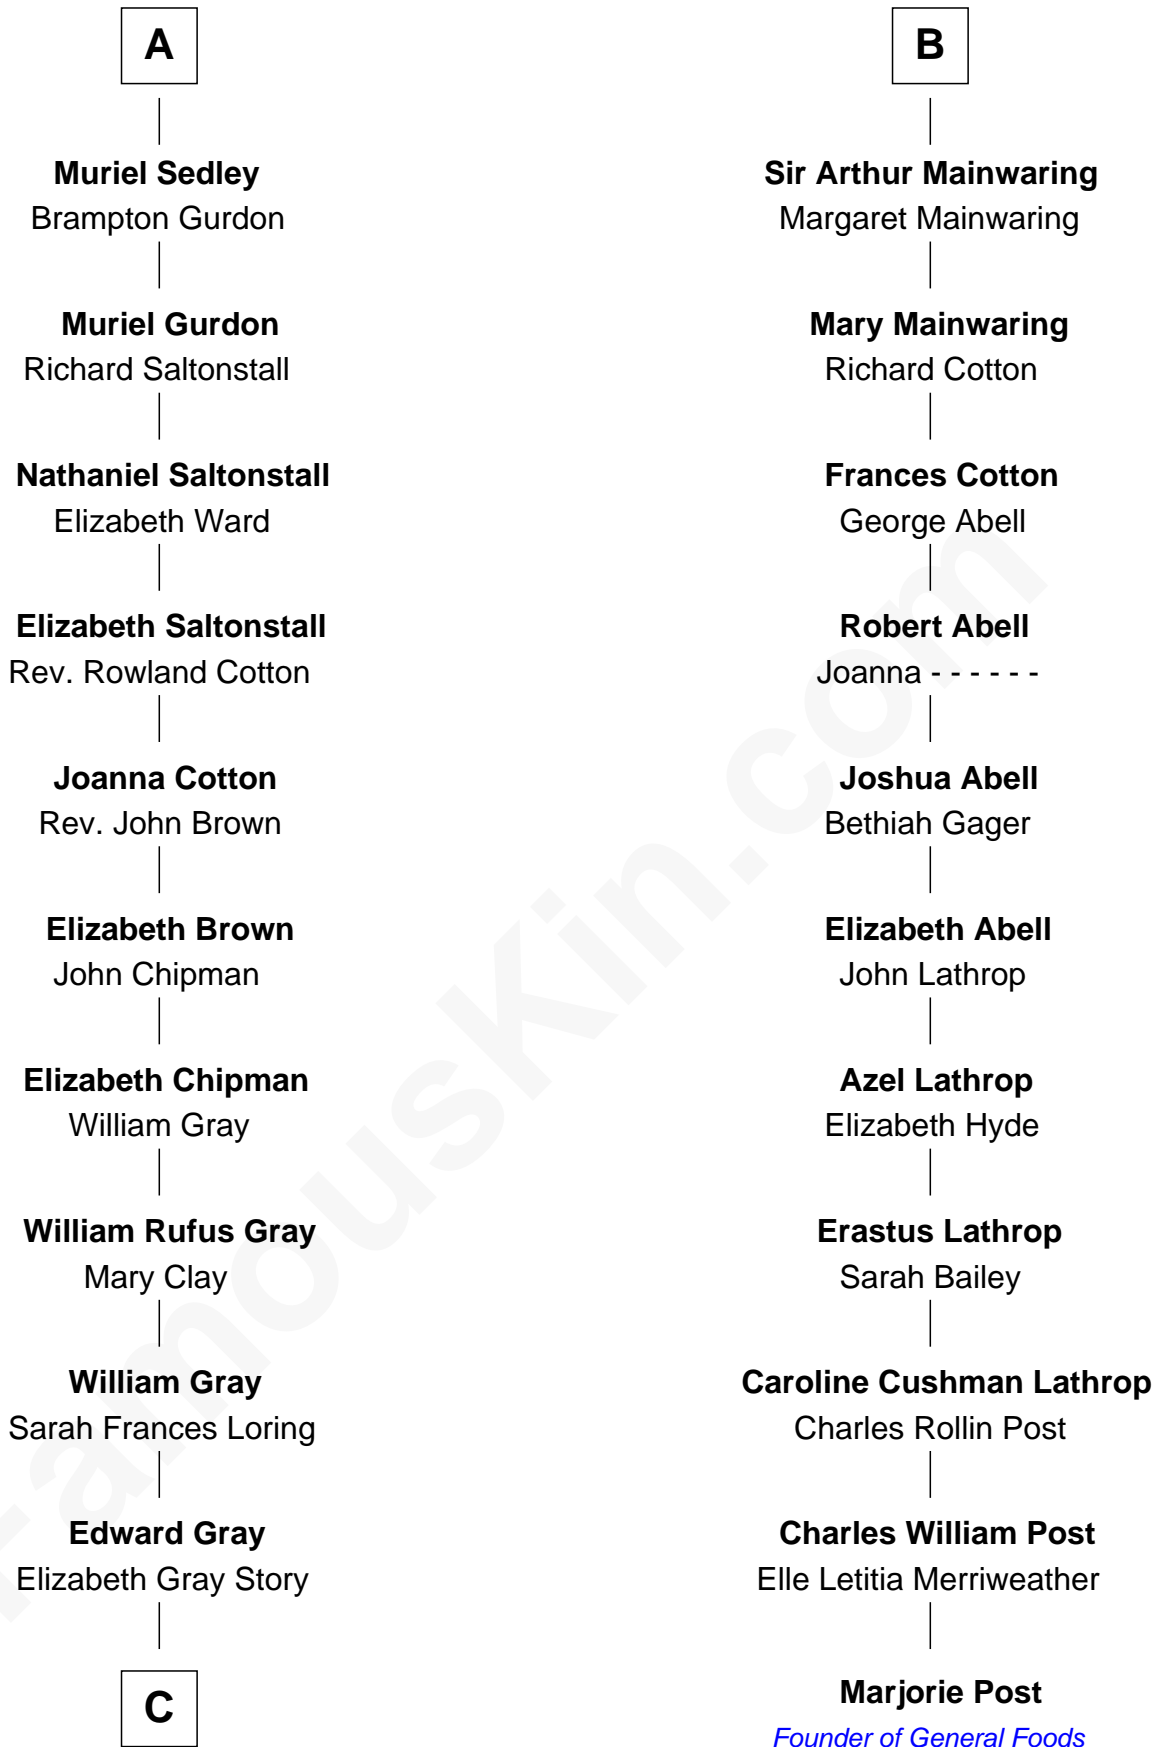 A
Muriel Sedley
Brampton Gurdon
Muriel Gurdon
Richard Saltonstall
Nathaniel Saltonstall
Elizabeth Ward
Elizabeth Saltonstall
Rev. Rowland Cotton
Joanna Cotton
Rev. John Brown
Elizabeth Brown
John Chipman
Elizabeth Chipman
William Gray
William Rufus Gray
Mary Clay
William Gray
Sarah Frances Loring
Edward Gray
Elizabeth Gray Story
C
B
Sir Arthur Mainwaring
Margaret Mainwaring
Mary Mainwaring
Richard Cotton
Frances Cotton
George Abell
Robert Abell
Joanna - - - - - -
Joshua Abell
Bethiah Gager
Elizabeth Abell
John Lathrop
Azel Lathrop
Elizabeth Hyde
Erastus Lathrop
Sarah Bailey
Caroline Cushman Lathrop
Charles Rollin Post
Charles William Post
Elle Letitia Merriweather
Marjorie Post
Founder of General Foods
FamousKin.com